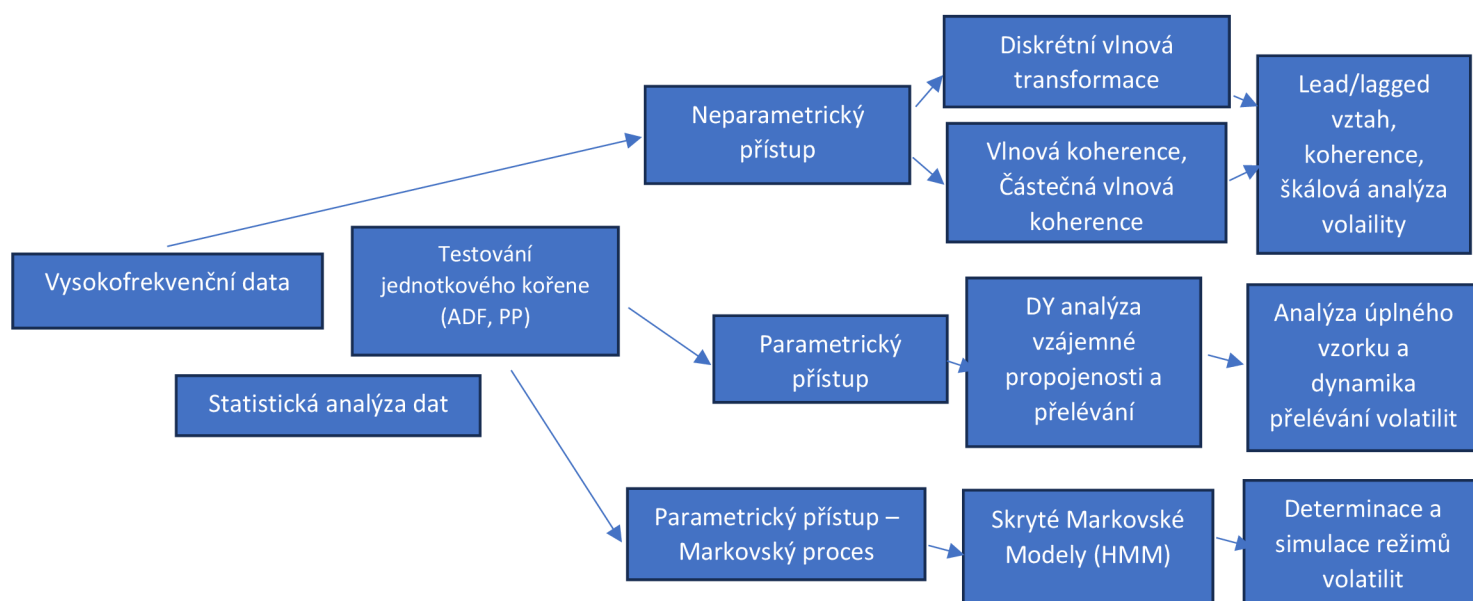 Vysokofrekvenční data
Statistická analýza dat
Testování
jednotkového kořene
(ADF, PP)
Neparametrický
přístup
Diskrétní vlnová
transformace
Vlnová koherence,
Částečná vlnová
koherence
Lead/lagged
vztah,
koherence,
škálová analýza
volaility
Parametrický
přístup
DY analýza
vzájemné
propojenosti a
přelévání
Analýza úplného
vzorku a
dynamika
přelévání volatilit
Parametrický přístup –
Markovský proces
Skryté Markovské
Modely (HMM)
Determinace a
simulace režimů
volatilit